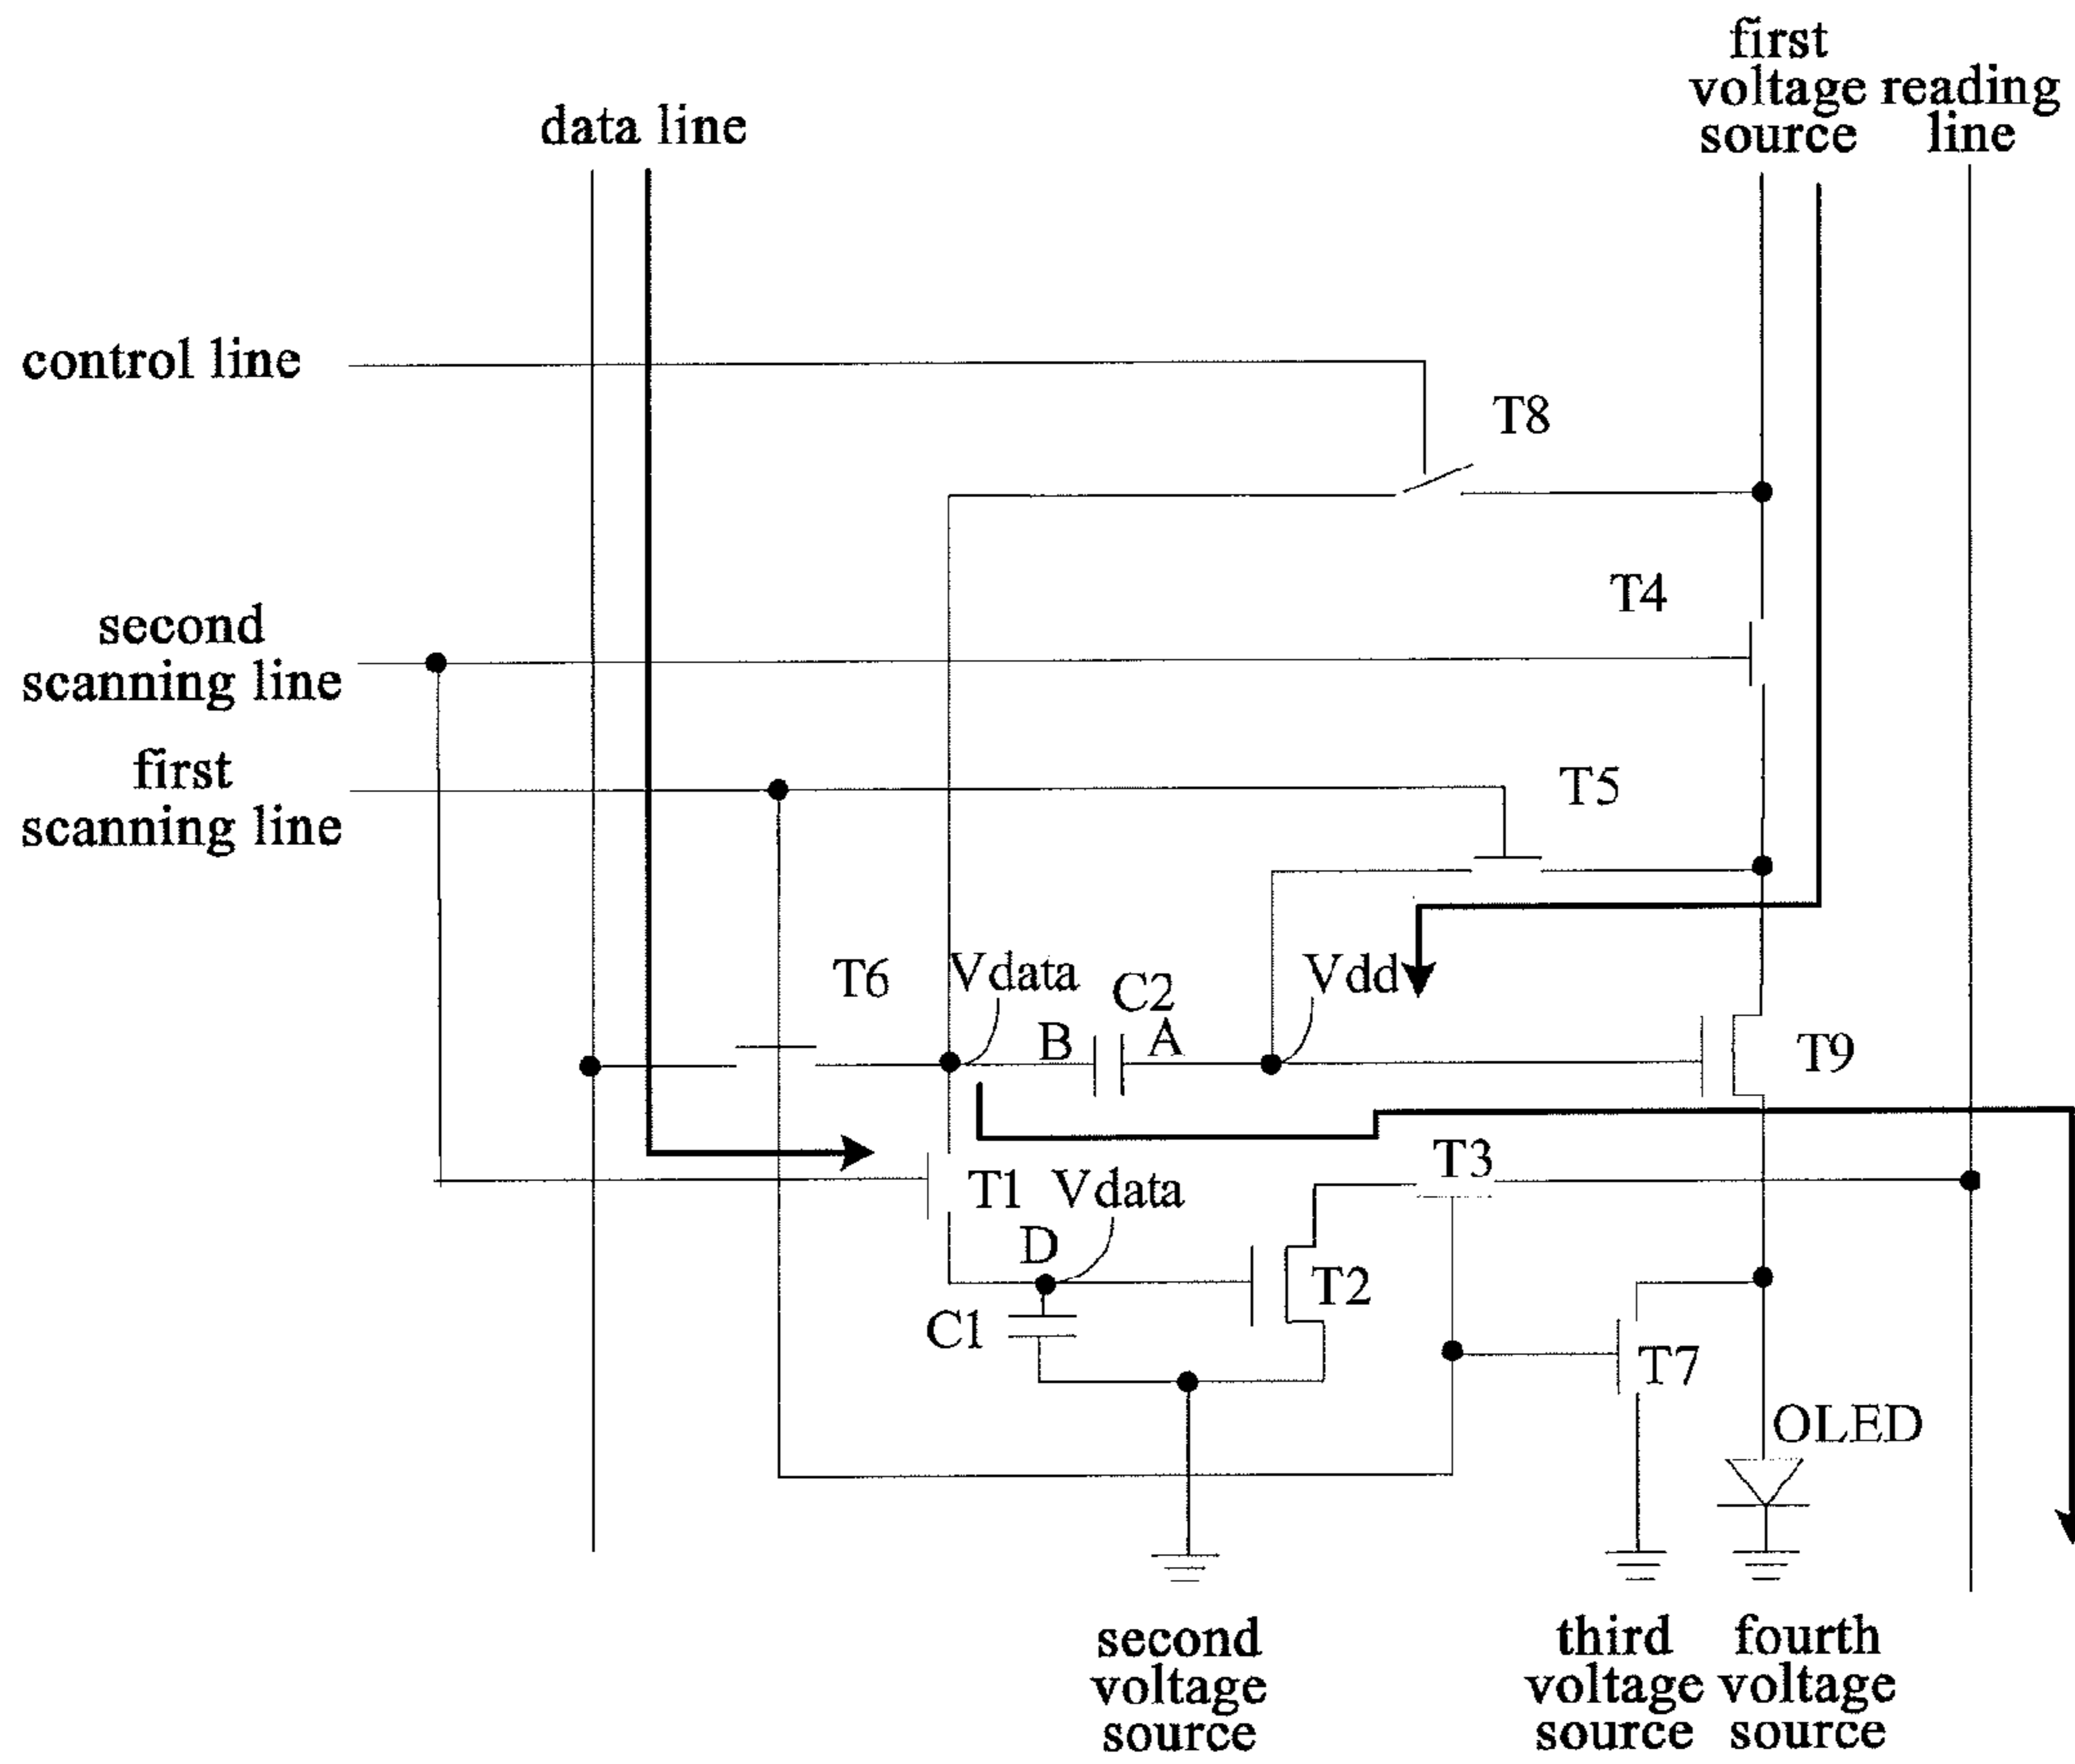 first
voltage
source
reading
line
data line
control line
T8
T4
second
scanning line
first
scanning line
T5
T6
Vdata
C2
Vdd
B
A
T9
T3
T1
Vdata
D
T2
C1
T7
OLED
second
voltage
source
third
voltage
source
fourth
voltage
source